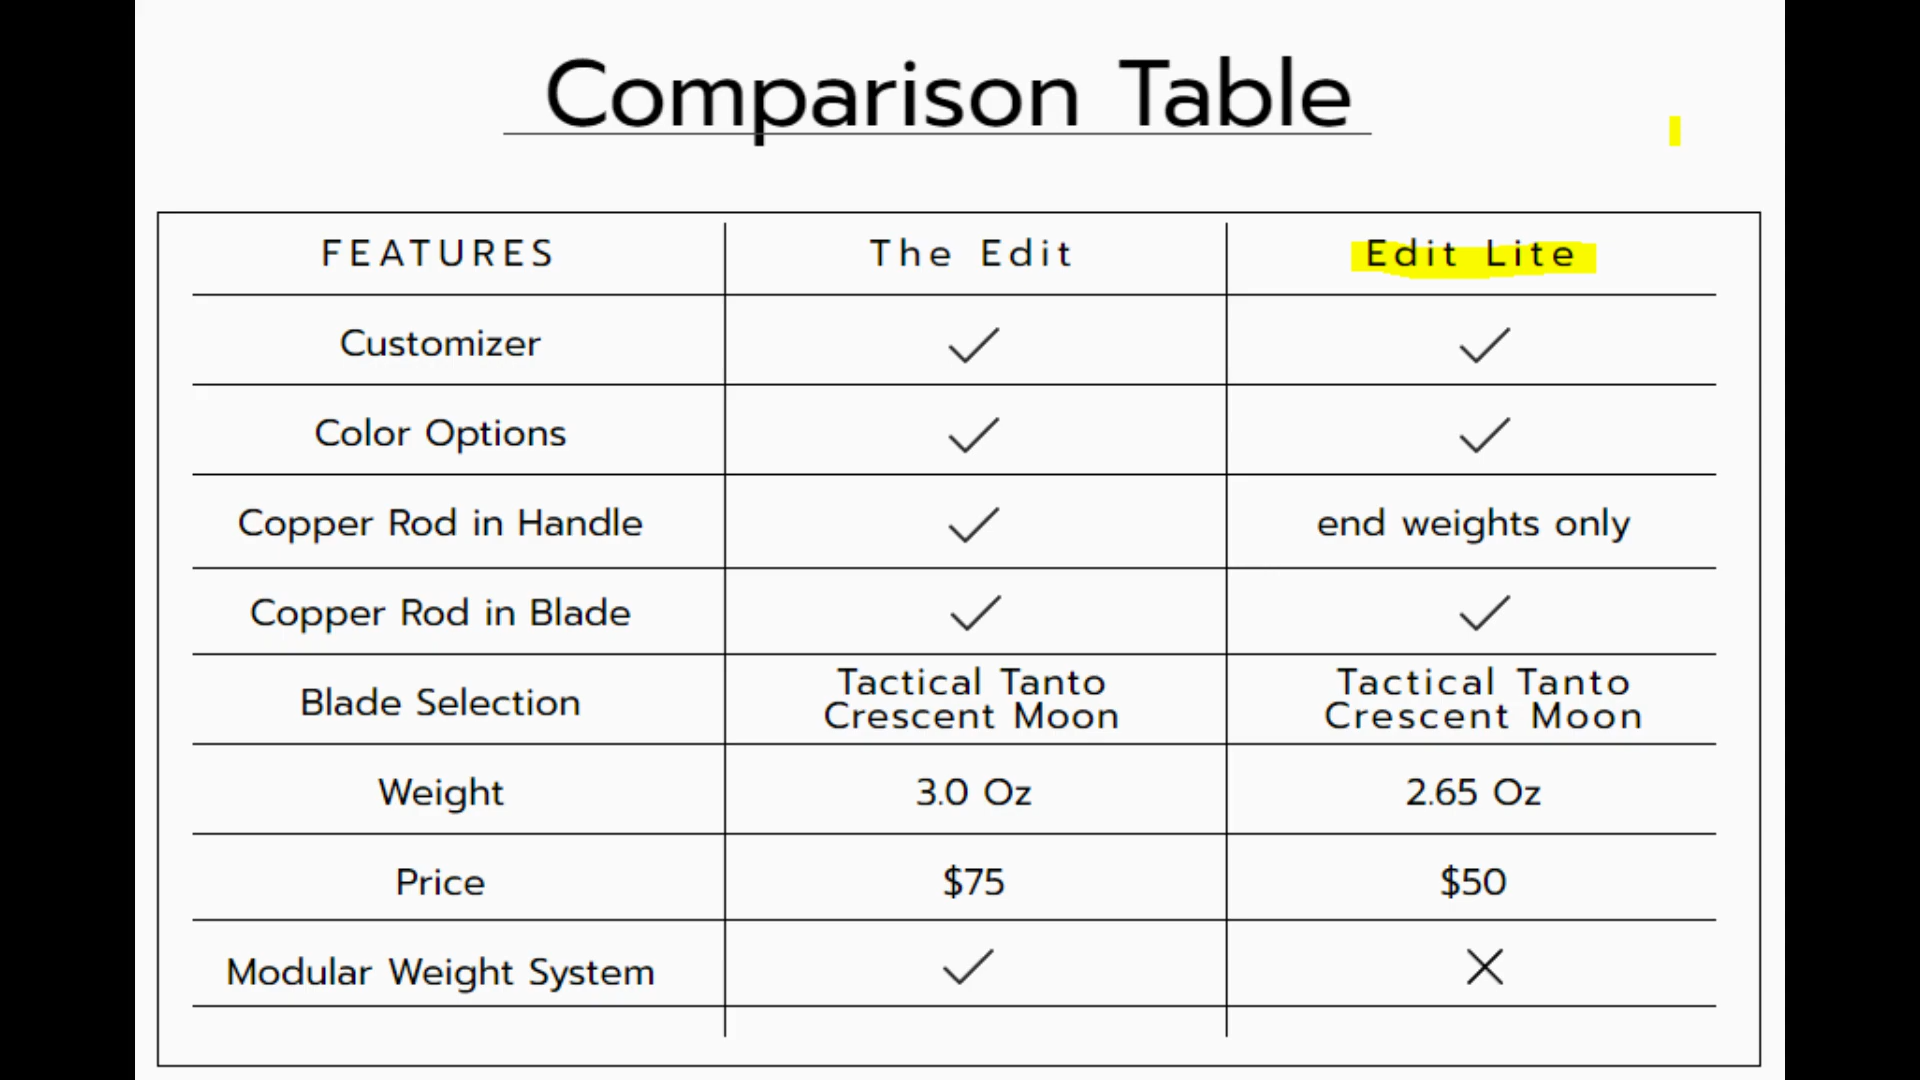 Comparison Table
FEATURES The Edit Edit Lite
Customizer
Color Options
Copper Rod in Handle end weights only
Copper Rod in Blade
Blade Selection
Tactical Tanto
Crescent Moon
Tactical Tanto
Crescent Moon
Weight 3.0 Oz 2.65 Oz
Price $75 $50
Modular Weight System